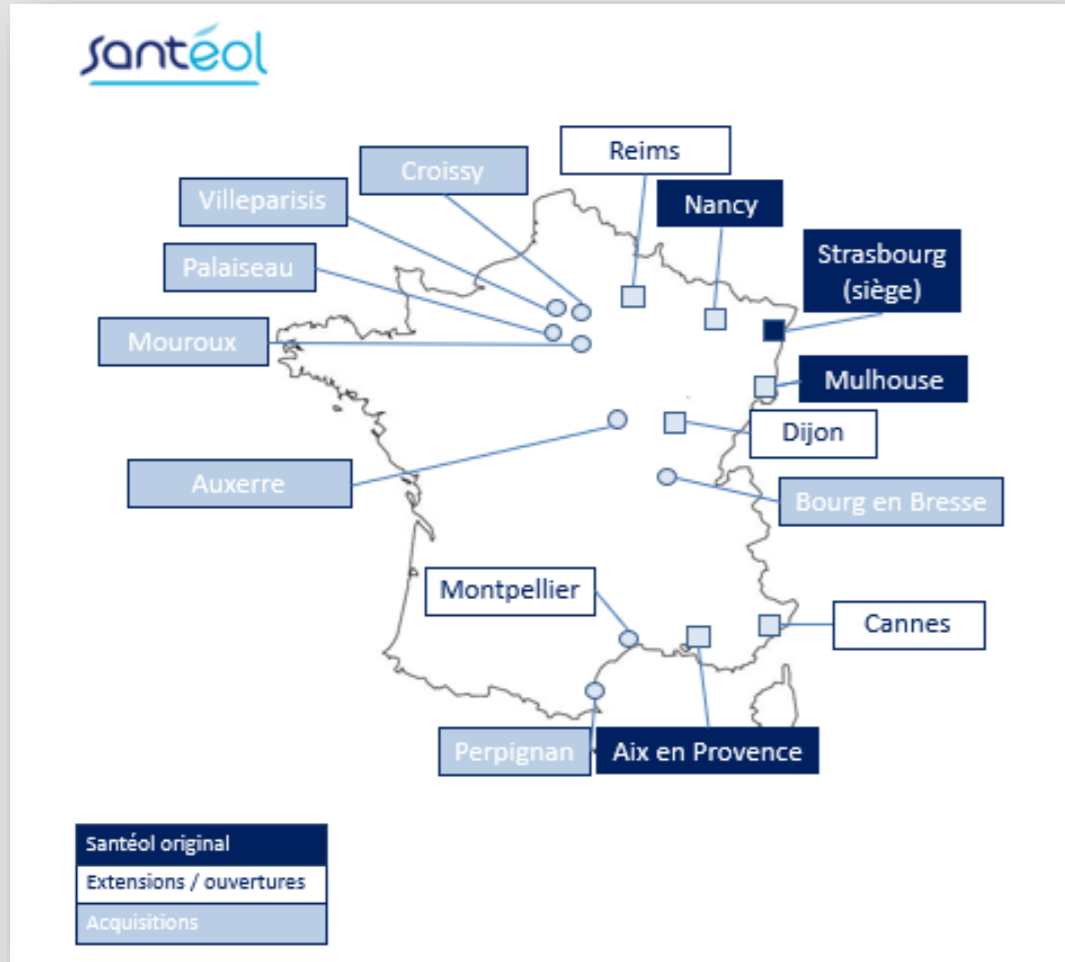 santéol
Reims
Croissy
Nancy
Villeparisis
Strasbourg
(siège)
Palaiseau
Mouroux
Mulhouse
Dijon
Auxerre
Bourg en Bresse
Montpellier
Cannes
Perpignan
Aix en Provence
Santéol original
Extensions / ouvertures
Acquisitions